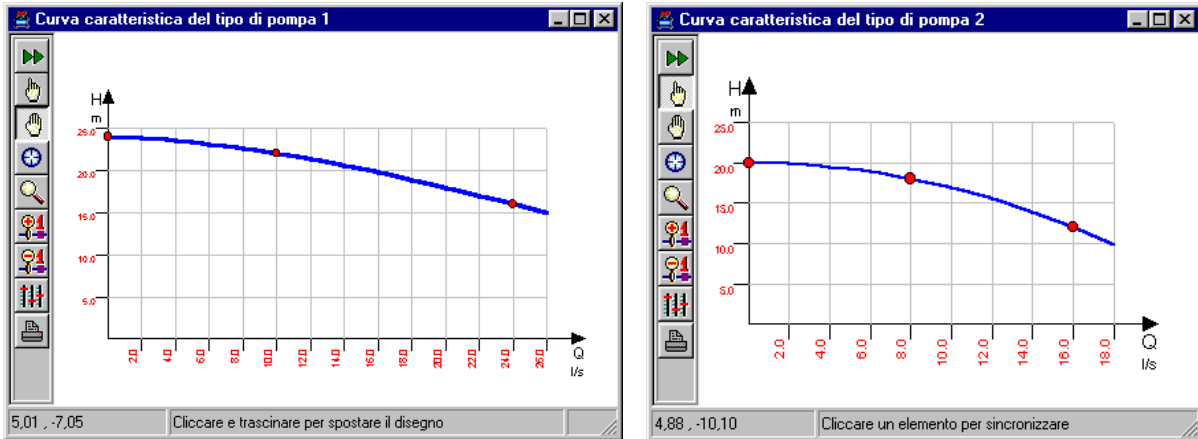 Curva caratteristica del tipo di pompa 1
H
m
25.0
20.0
15.0
10.0
5.0
2.0 4.0 6.0 8.0 10.0 12.0 14.0 16.0 18.0 20.0 22.0 24.0 26.0
Q
l/s
5,01 , -7,05 Cliccare e trascinare per spostare il disegno
Curva caratteristica del tipo di pompa 2
H
m
25.0
20.0
15.0
10.0
5.0
2.0 4.0 6.0 8.0 10.0 12.0 14.0 16.0 18.0
Q
l/s
4,88 , -10,10 Cliccare un elemento per sincronizzare